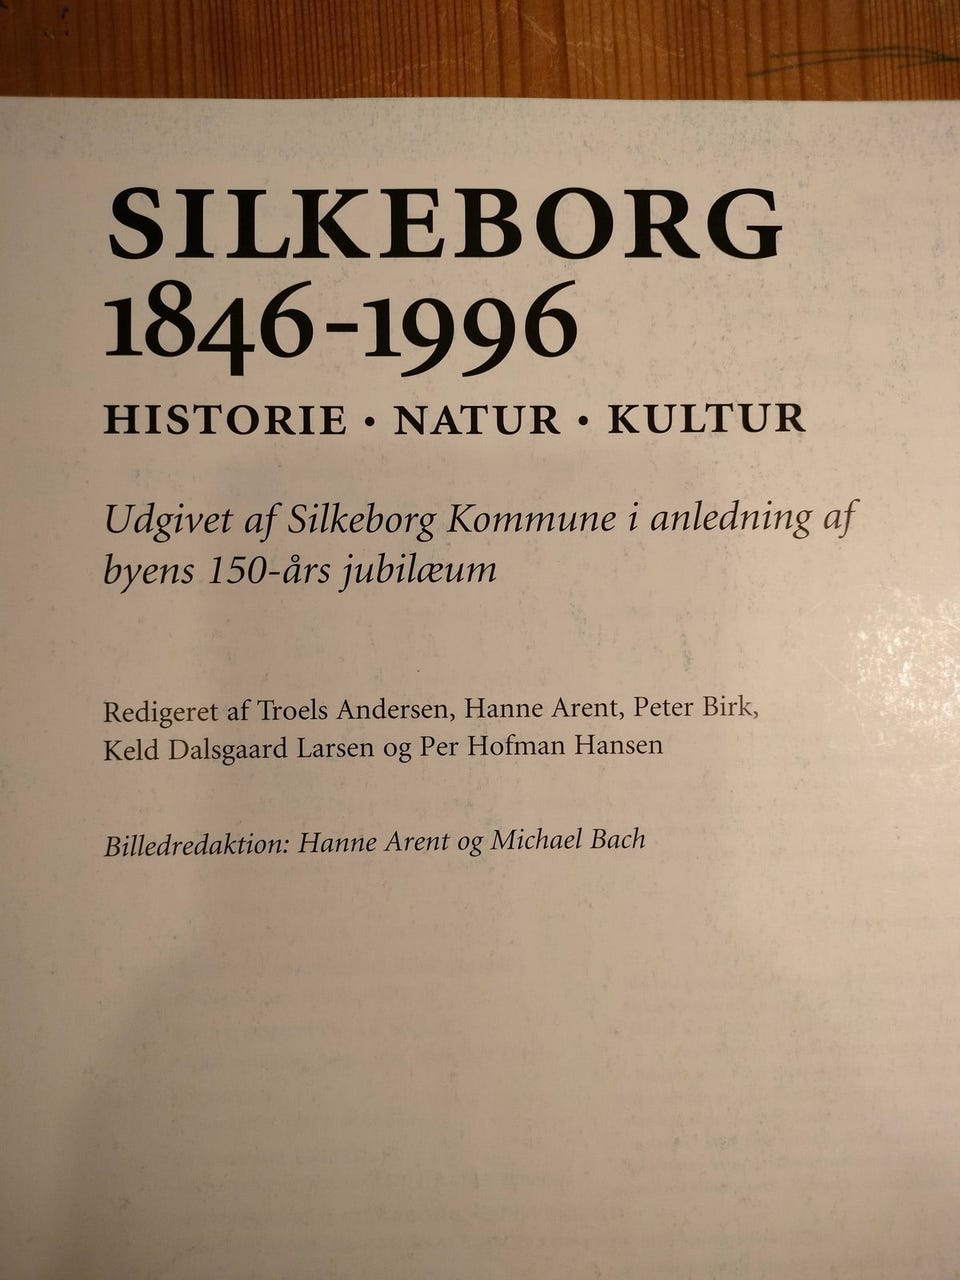 SILKEBORG
1846-1996
HISTORIE • NATUR • KULTUR
Udgivet af Silkeborg Kommune i anledning af
byens 150-års jubilæum
Redigeret af Troels Andersen, Hanne Arent, Peter Birk,
Keld Dalsgaard Larsen og Per Hofman Hansen
Billedredaktion: Hanne Arent og Michael Bach